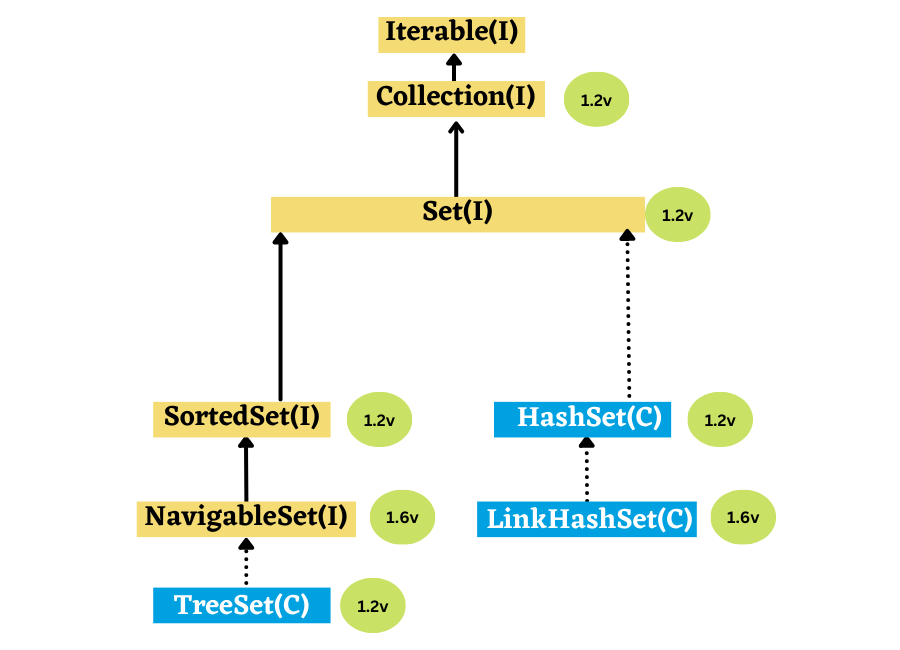 Iterable(I)
Collection(I)
1.2v
Set(I)
1.2v
SortedSet(I)
1.2v
HashSet(C)
1.2v
NavigableSet(I)
1.6v
LinkHashSet(C)
1.6v
TreeSet(C)
1.2v